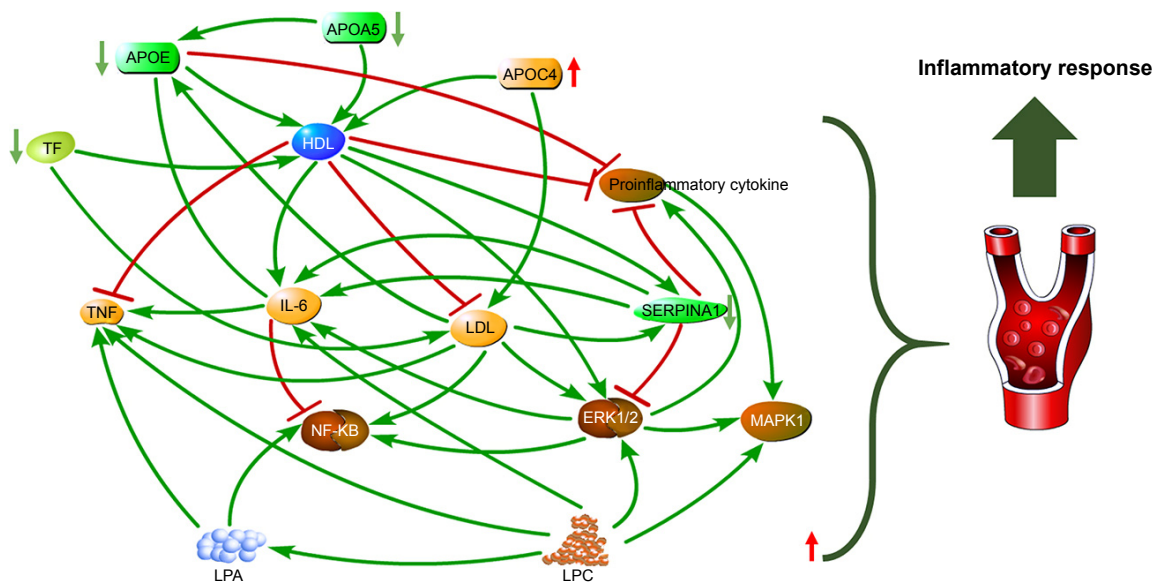 APOA5
APOE
APOC4
Inflammatory response
TF
HDL
Proinflammatory cytokine
TNF
IL-6
LDL
SERPINA1
NF-KB
ERK1/2
MAPK1
LPA
LPC